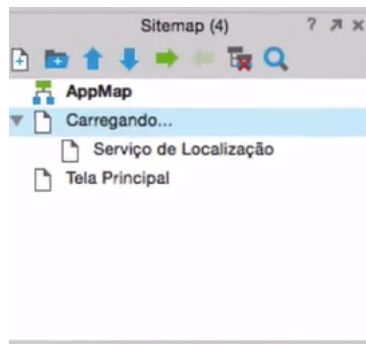 Sitemap (4) ?
AppMap
Carregando...
Serviço de Localização
Tela Principal